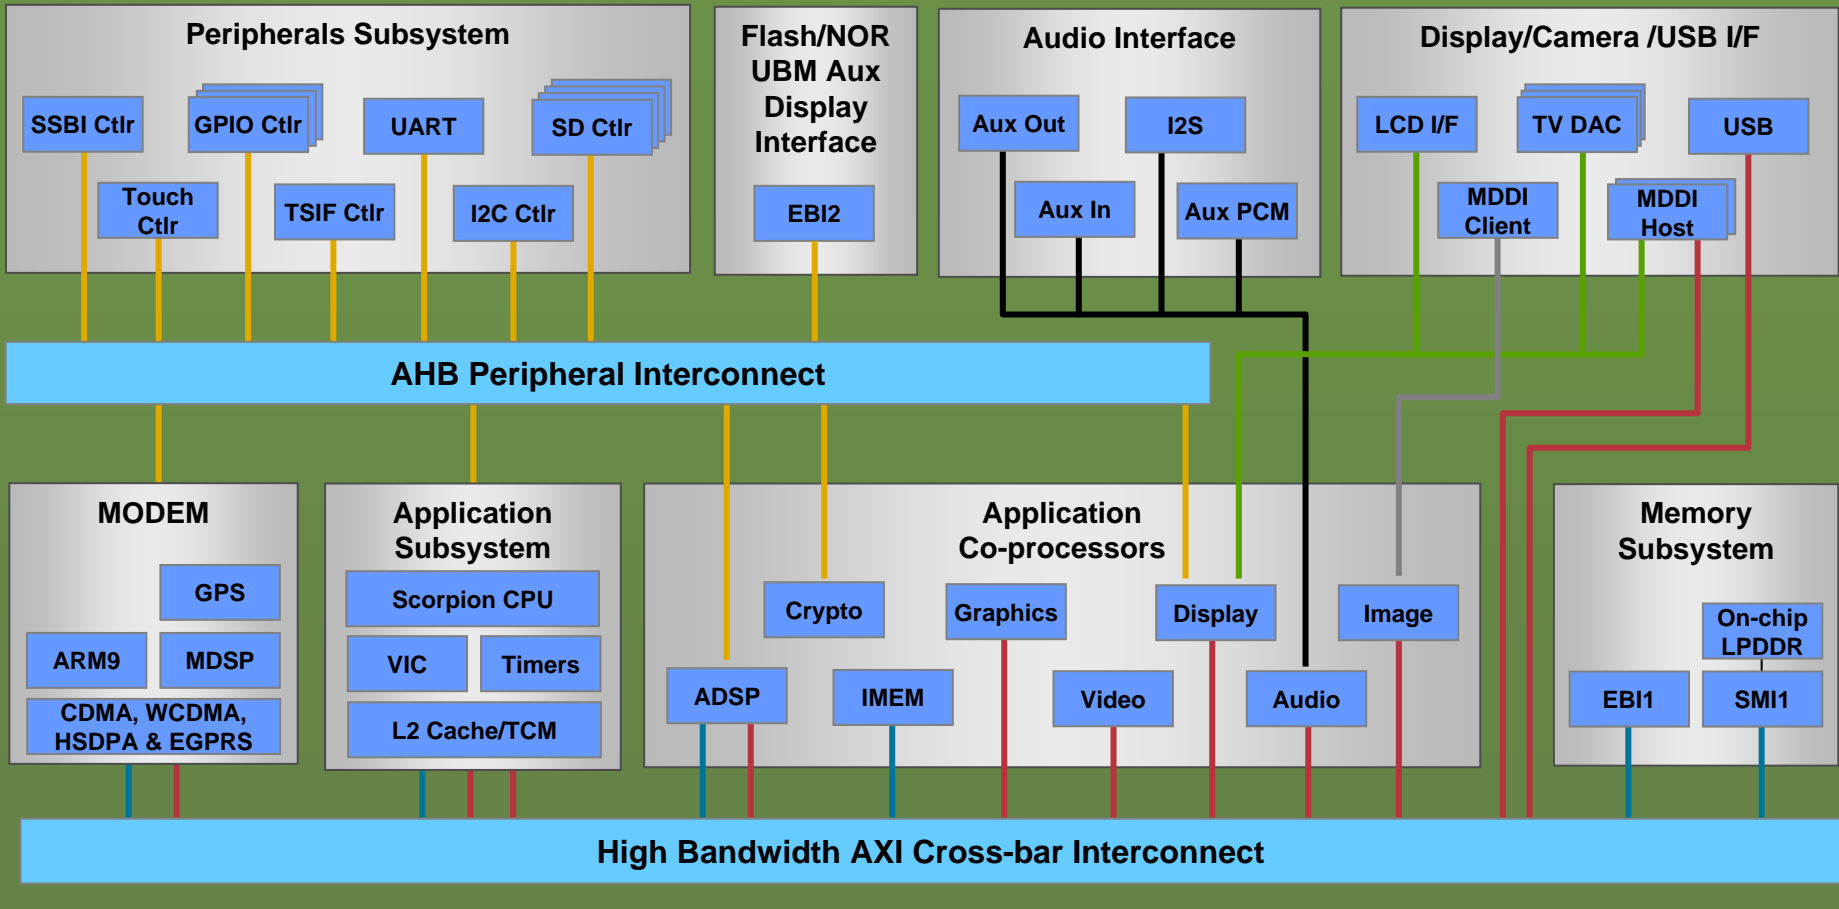 Peripherals Subsystem
SSBI Ctlr
GPIO Ctlr
UART
SD Ctlr
Touch
Ctlr
TSIF Ctlr
I2C Ctlr
Flash/NOR
UBM Aux
Display
Interface
EBI2
Audio Interface
Aux Out
I2S
Aux In
Aux PCM
Display/Camera /USB I/F
LCD I/F
TV DAC
USB
MDDI
Client
MDDI
Host
AHB Peripheral Interconnect
MODEM
GPS
ARM9
MDSP
CDMA, WCDMA,
HSDPA & EGPRS
Application
Subsystem
Scorpion CPU
VIC
Timers
L2 Cache/TCM
Application
Co-processors
Crypto
Graphics
Display
Image
ADSP
IMEM
Video
Audio
Memory
Subsystem
On-chip
LPDDR
EBI1
SMI1
High Bandwidth AXI Cross-bar Interconnect